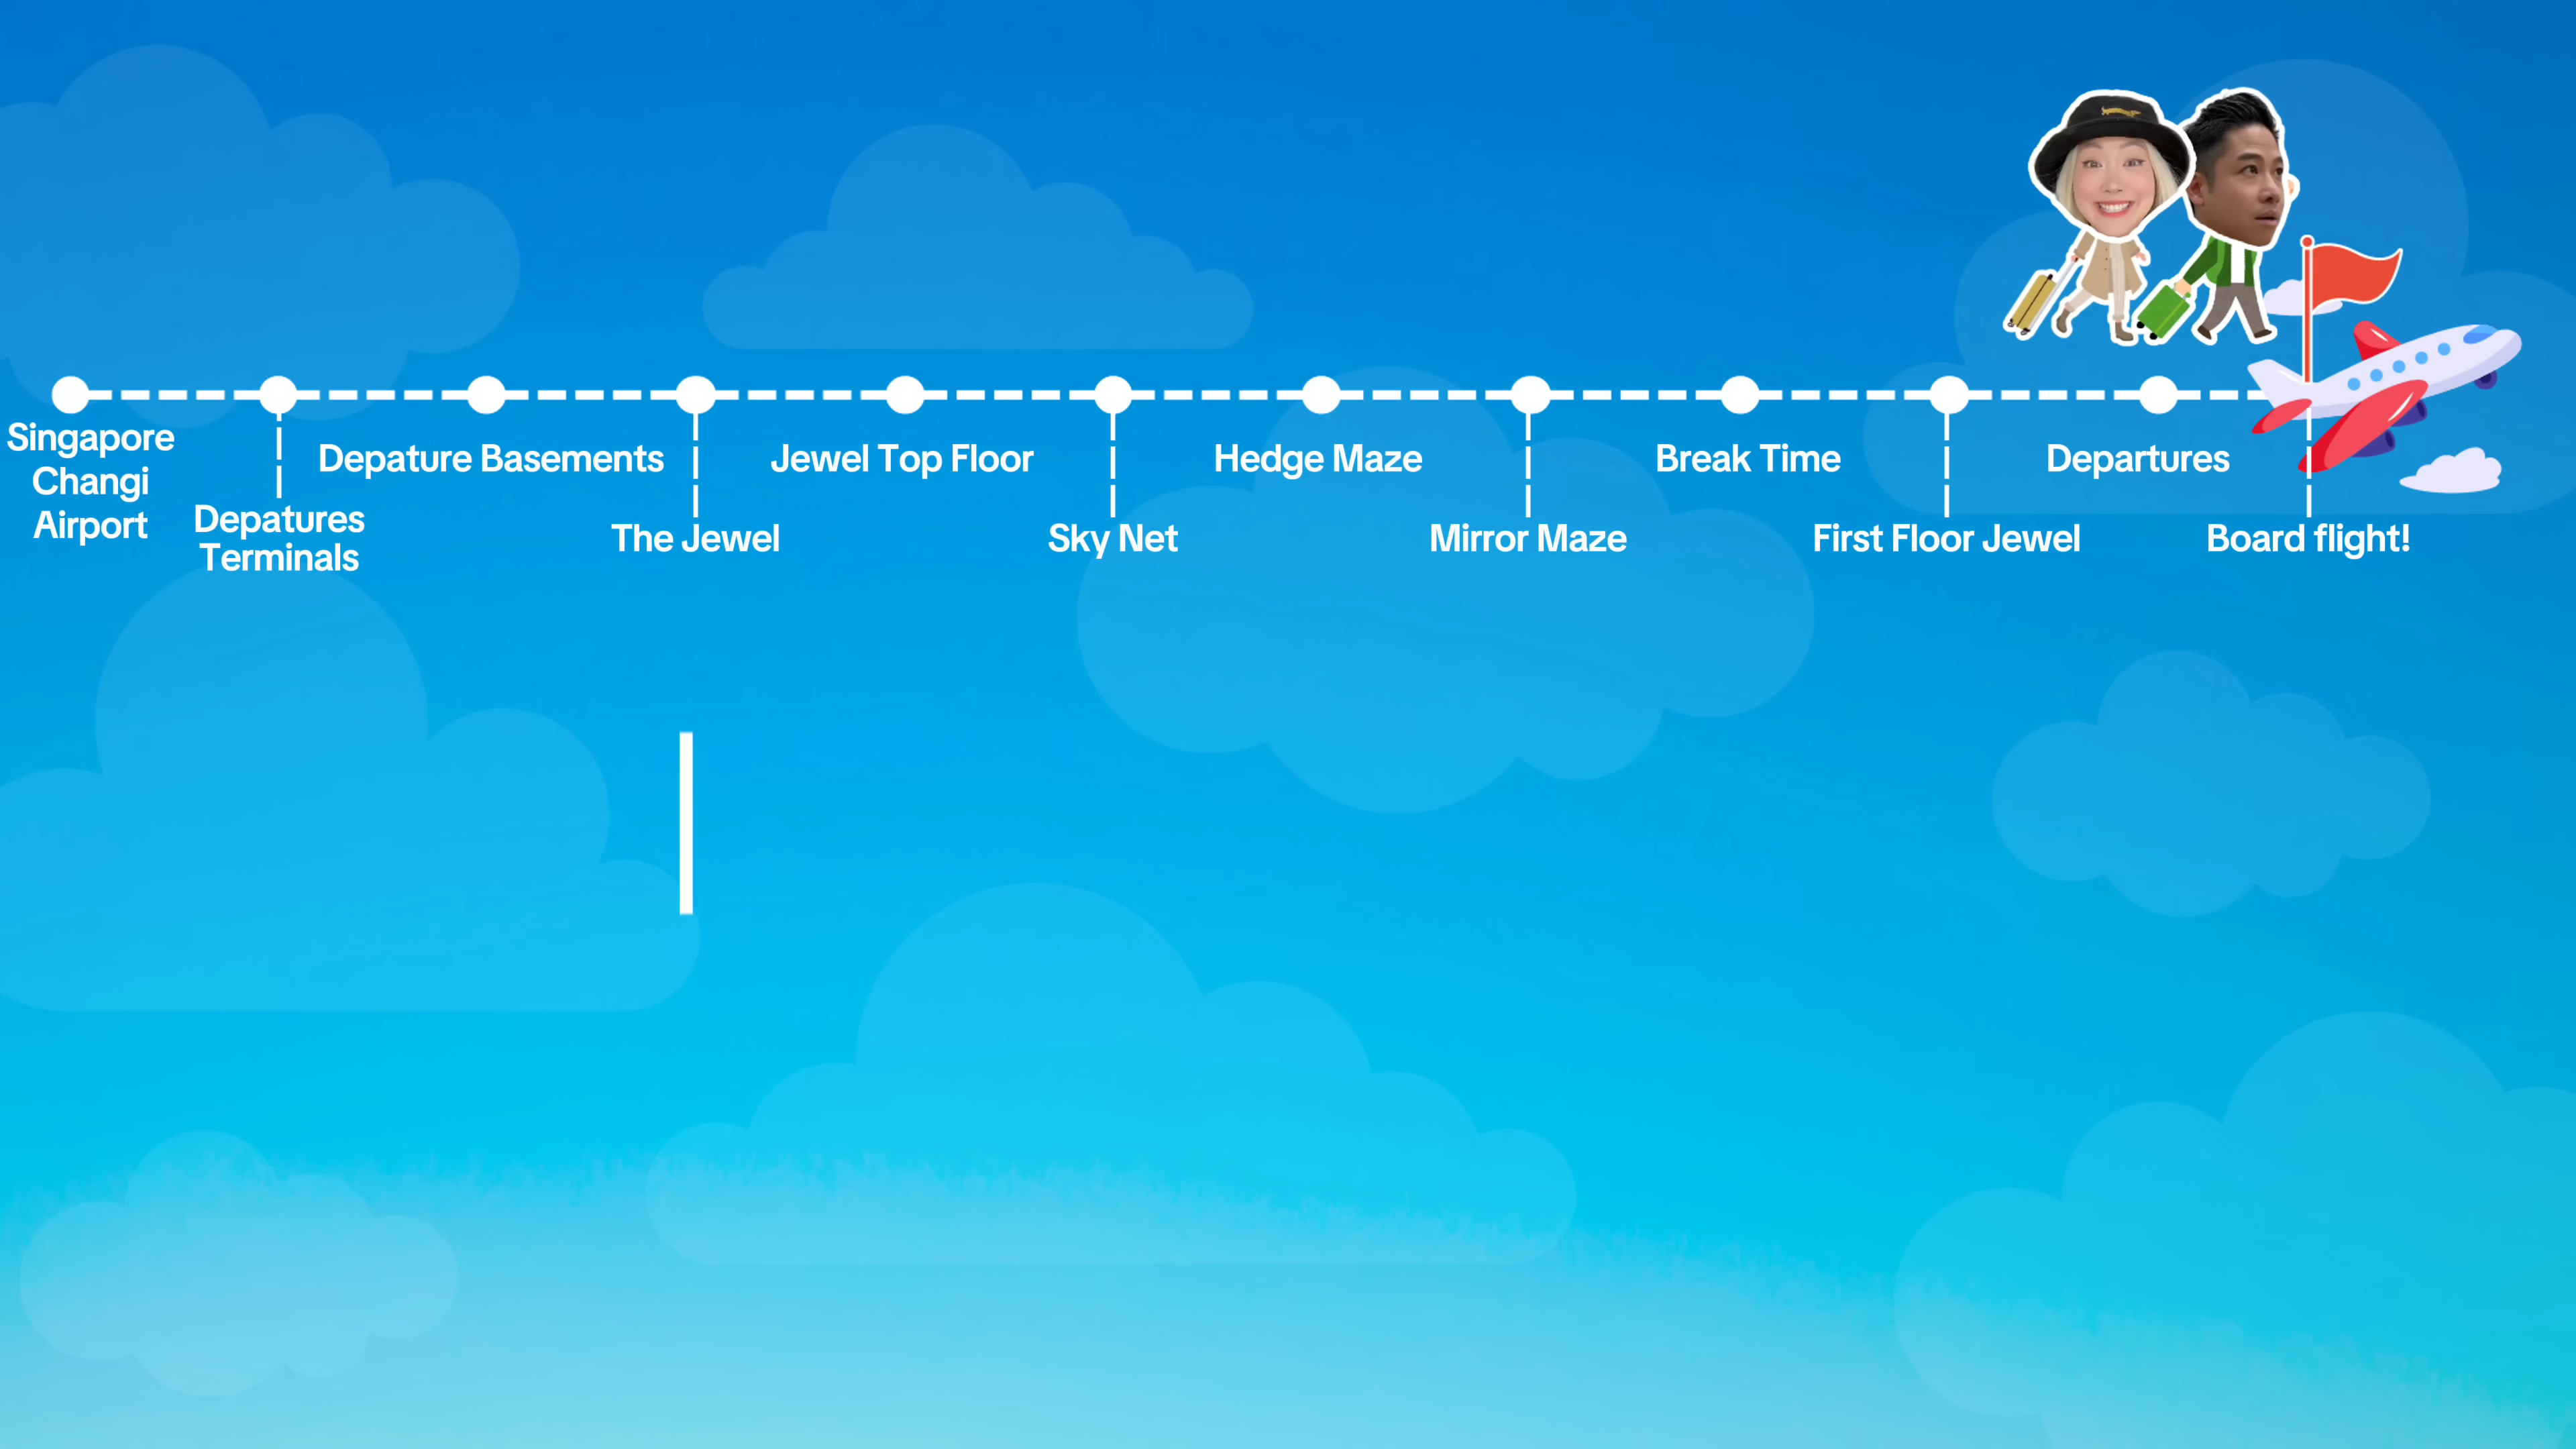 Singapore
Changi
Airport
Depatures
Terminals
Depature Basements
The Jewel
Jewel Top Floor
Sky Net
Hedge Maze
Mirror Maze
Break Time
First Floor Jewel
Departures
Board flight!